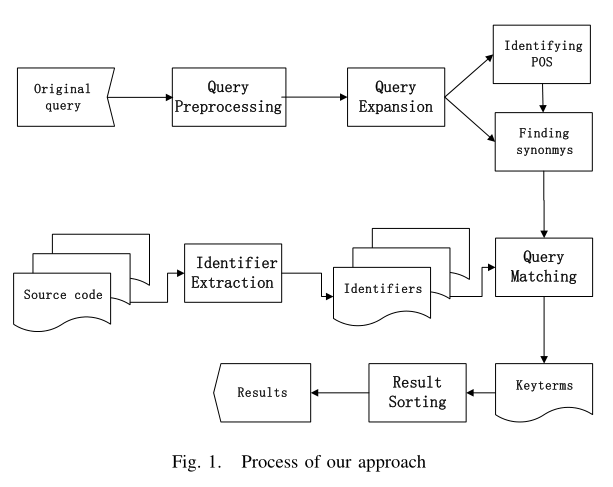 Original
query
Query
Preprocessing
Query
Expansion
Identifying
POS
Finding
synonmys
Source code
Identifier
Extraction
Identifiers
Query
Matching
Results
Result
Sorting
Keyterms
Fig. 1. Process of our approach